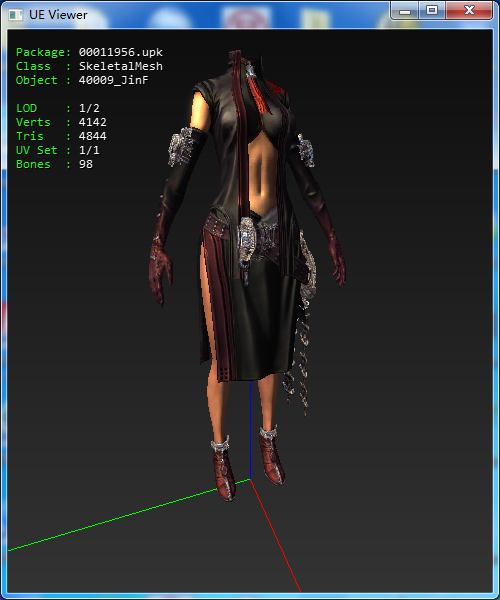 UE Viewer
Package: 00011956.upk
Class : SkeletalMesh
Object : 40009_JinF
LOD : 1/2
Verts : 4142
Tris : 4844
UV Set : 1/1
Bones : 98